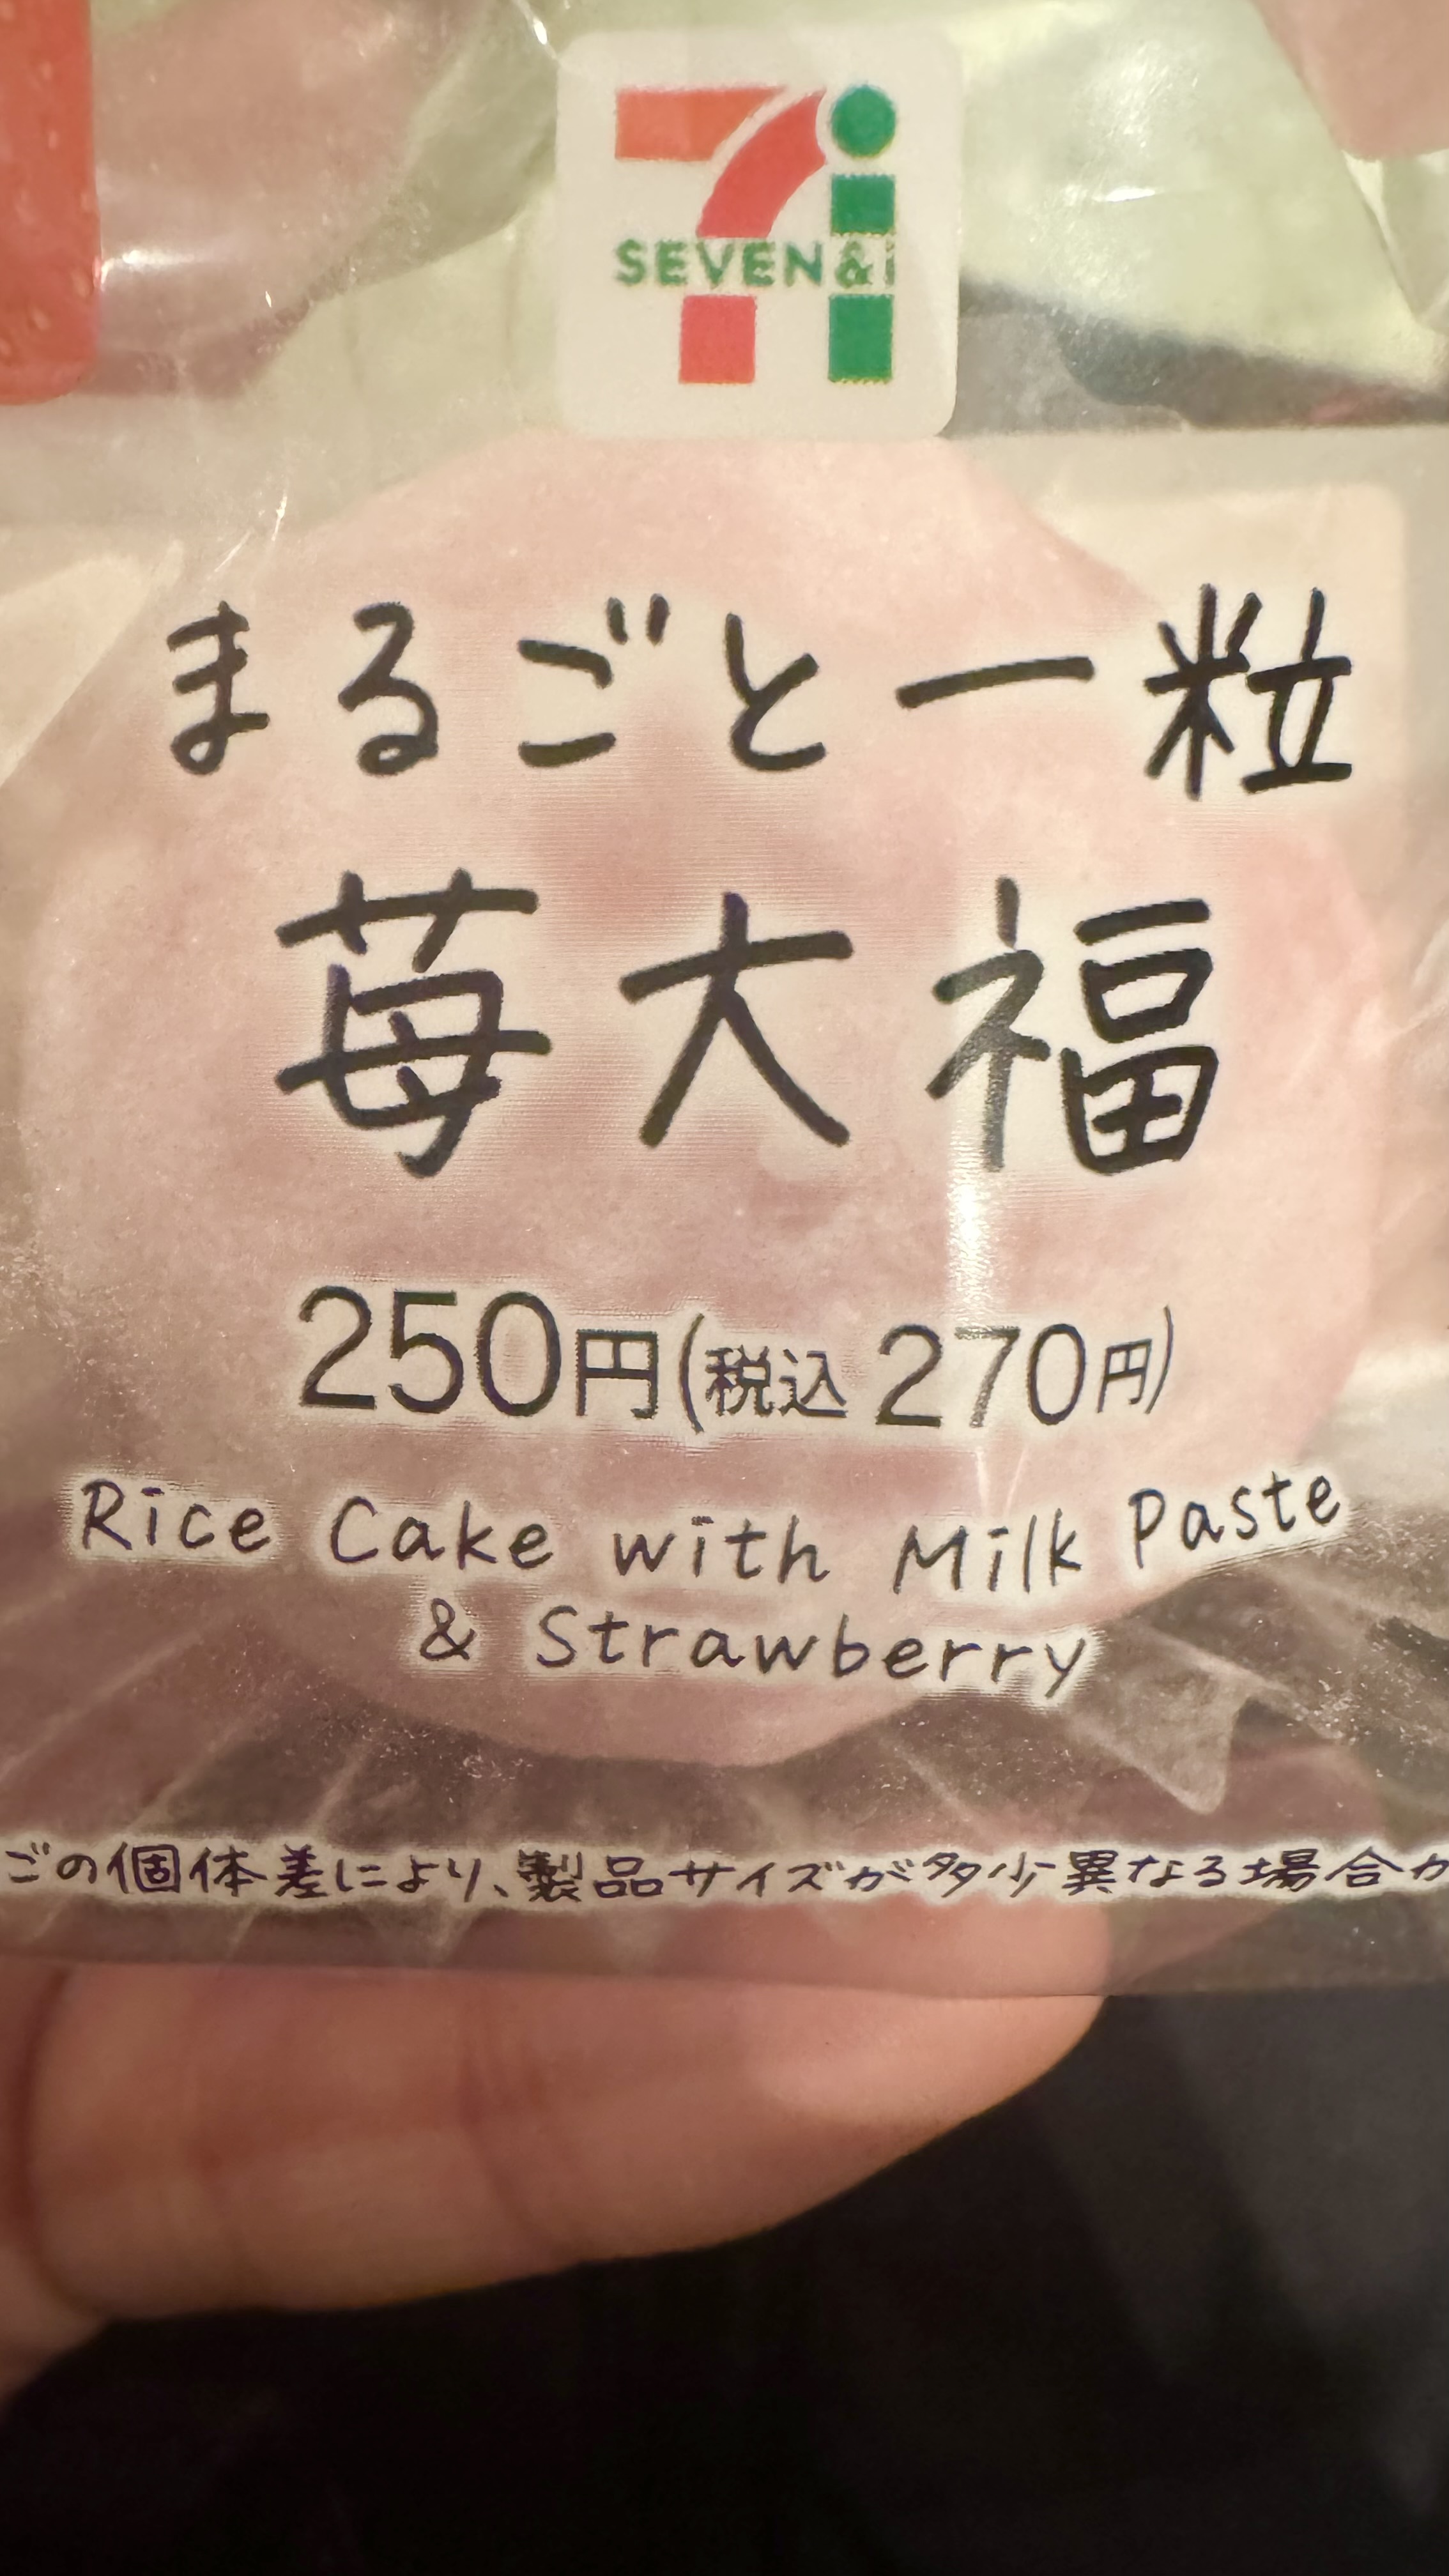 SEVEN&i
まるごと一粒
苺大福
250円(税込 270円)
Rice Cake with Milk Paste
& Strawberry
ごの個体差により、製品サイズが多少異なる場合が